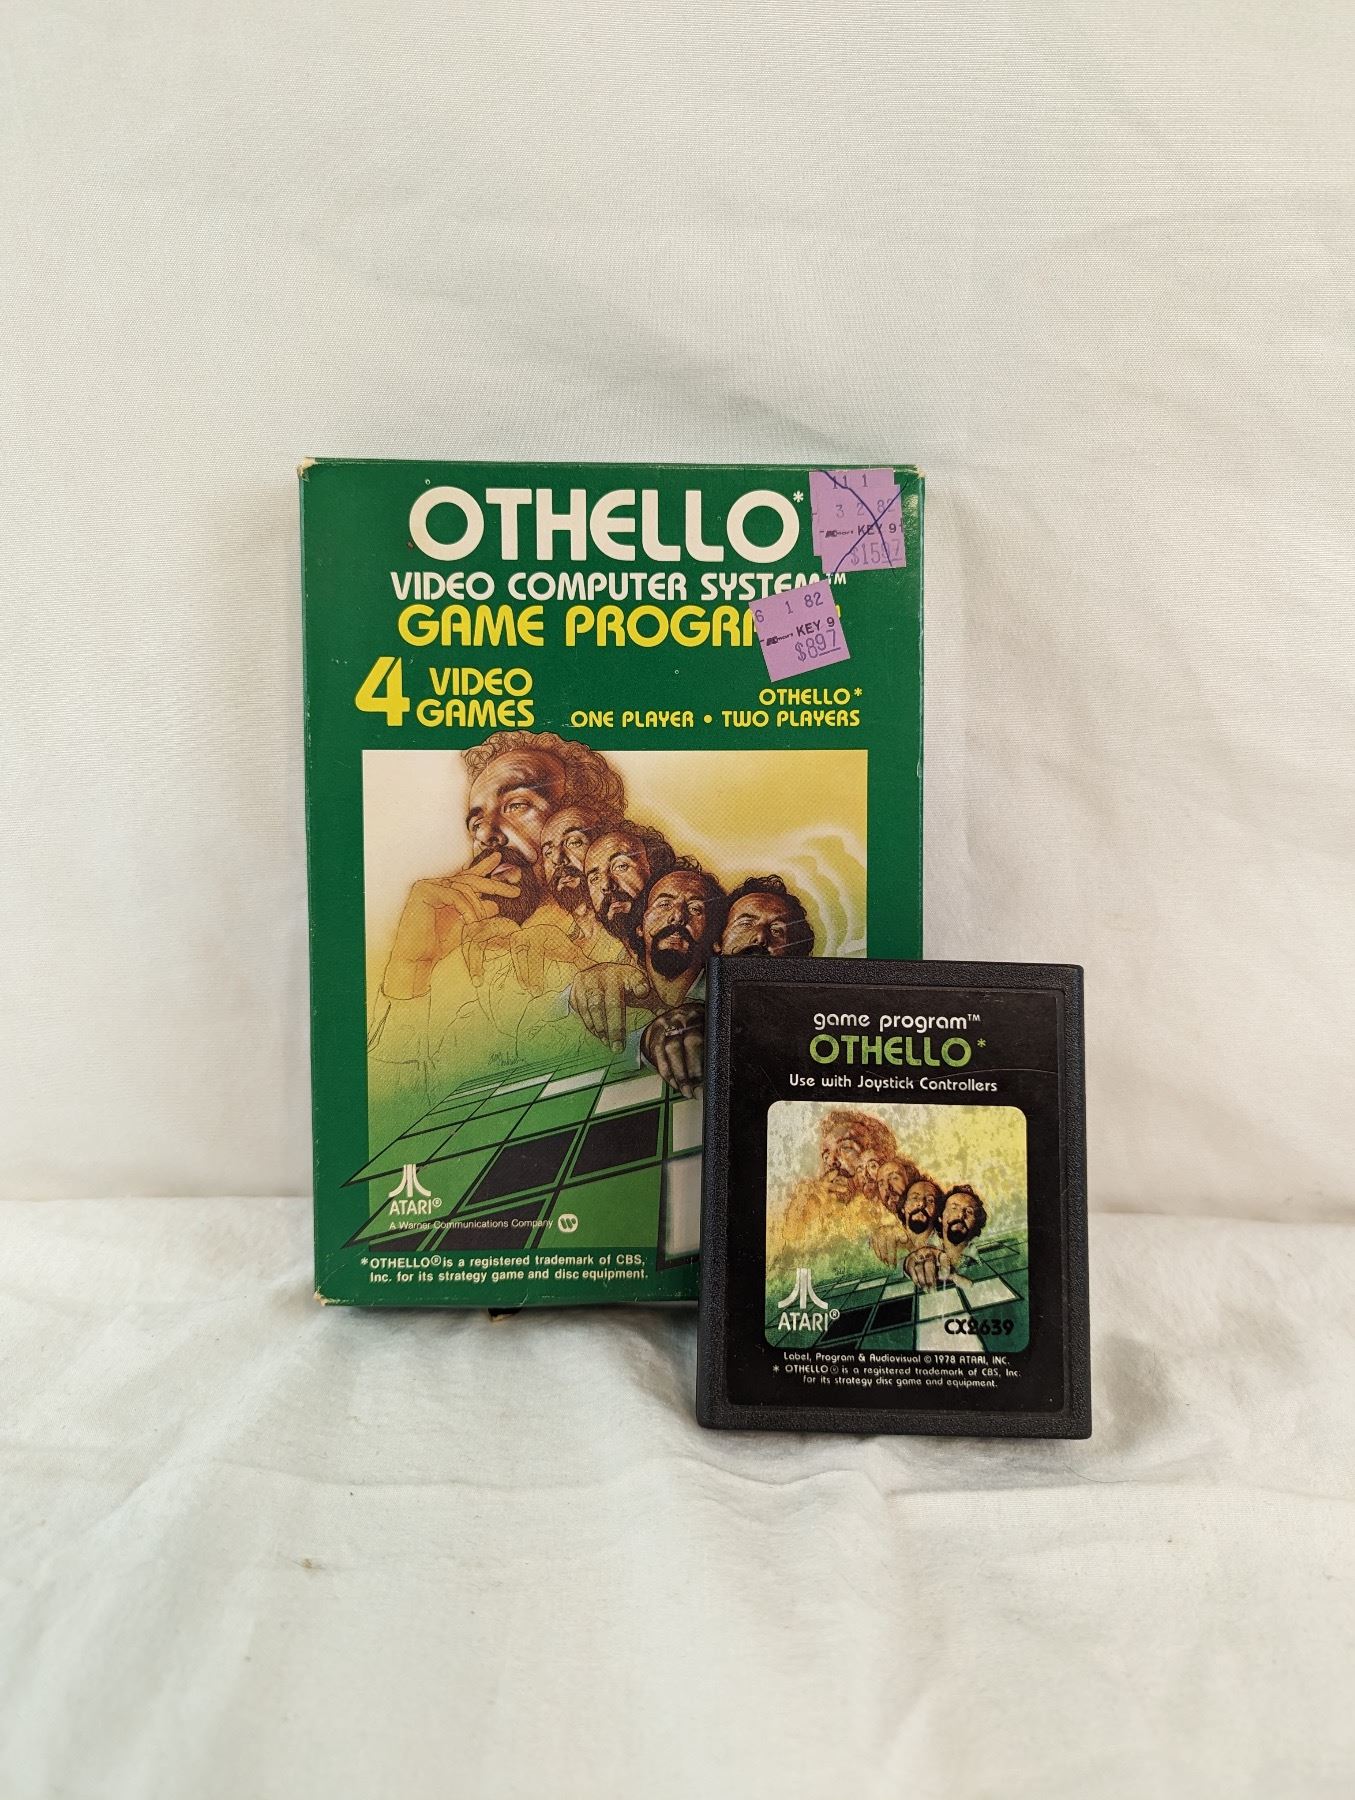 OTHELLO*
VIDEO COMPUTER SYSTEM™
GAME
4 VIDEO GAMES
OTHELLO*
ONE PLAYER • TWO PLAYERS
11 1
KEY 9
6 1 82
Kmart KEY 9
$8.97
ATARI®
A Warner Communications Company
*OTHELLO® is a registered trademark of CBS,
Inc. for its strategy game and disc equipment.
game program™
OTHELLO*
Use with Joystick Controllers
ATARI®
CX2639
Label, Program & Audiovisual © 1978 ATARI, INC.
* OTHELLO® is a registered trademark of CBS, Inc.
for its strategy disc game and equipment.